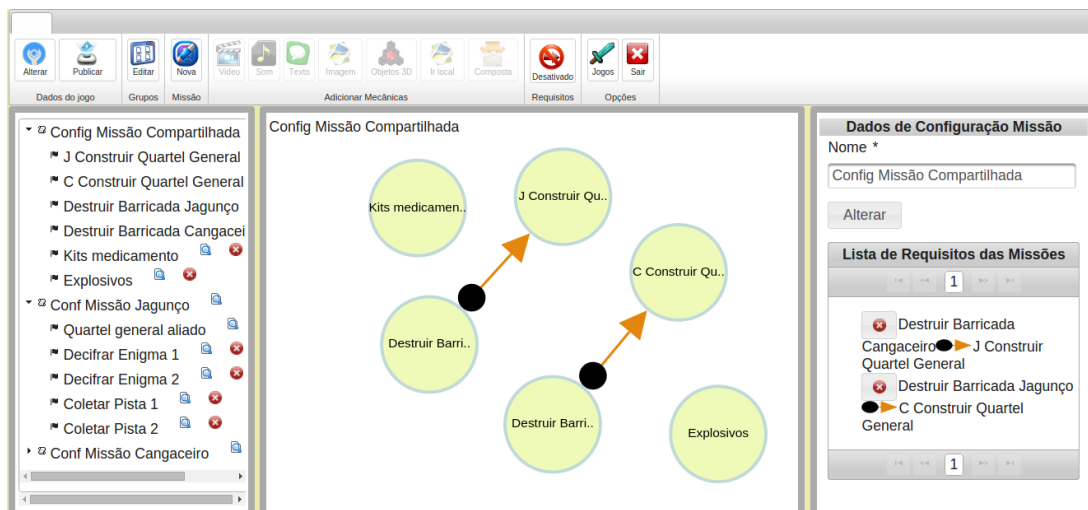 Alterar
Publicar
Editar
Nova
Video
Som
Texto
Imagem
Objetos 3D
Ir local
Composta
Desativado
Jogos
Sair
Dados do jogo
Grupos
Missão
Adicionar Mecânicas
Requisitos
Opções
Config Missão Compartilhada
J Construir Quartel General
C Construir Quartel General
Destruir Barricada Jagunço
Destruir Barricada Cangacei
Kits medicamento
Explosivos
Conf Missão Jagunço
Quartel general aliado
Decifrar Enigma 1
Decifrar Enigma 2
Coletar Pista 1
Coletar Pista 2
Conf Missão Cangaceiro
Config Missão Compartilhada
Kits medicamen..
J Construir Qu..
C Construir Qu..
Destruir Barri..
Destruir Barri..
Explosivos
Dados de Configuração Missão
Nome *
Config Missão Compartilhada
Alterar
Lista de Requisitos das Missões
1
Destruir Barricada
Cangaceiro J Construir
Quartel General
Destruir Barricada Jagunço
C Construir Quartel
General
1